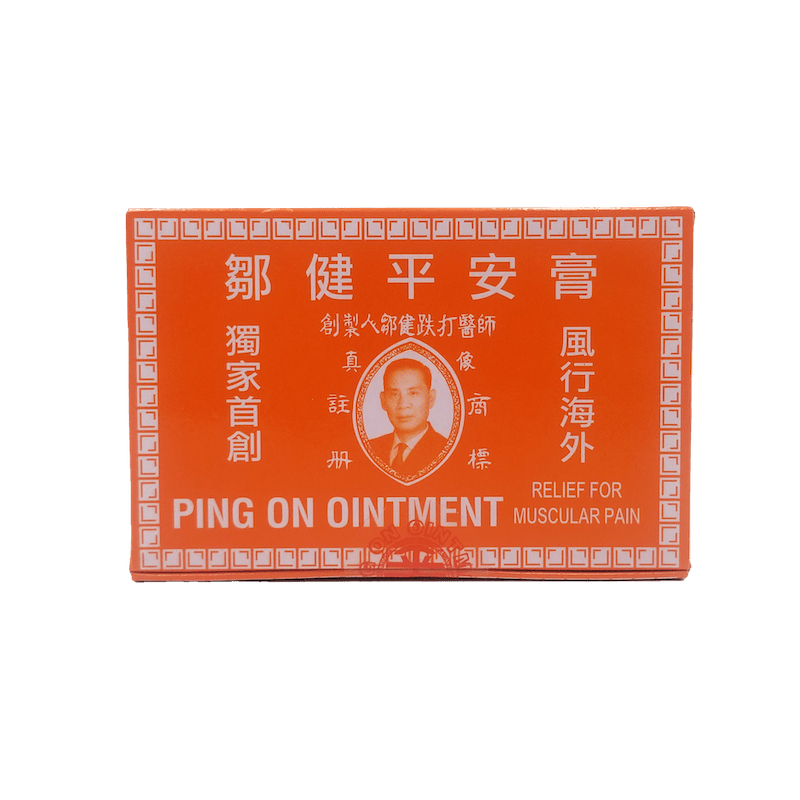 鄒健平安膏
創製人鄒健跌打醫師
獨家首創
真像
註商
冊標
風行海外
PING ON OINTMENT
RELIEF FOR
MUSCULAR PAIN